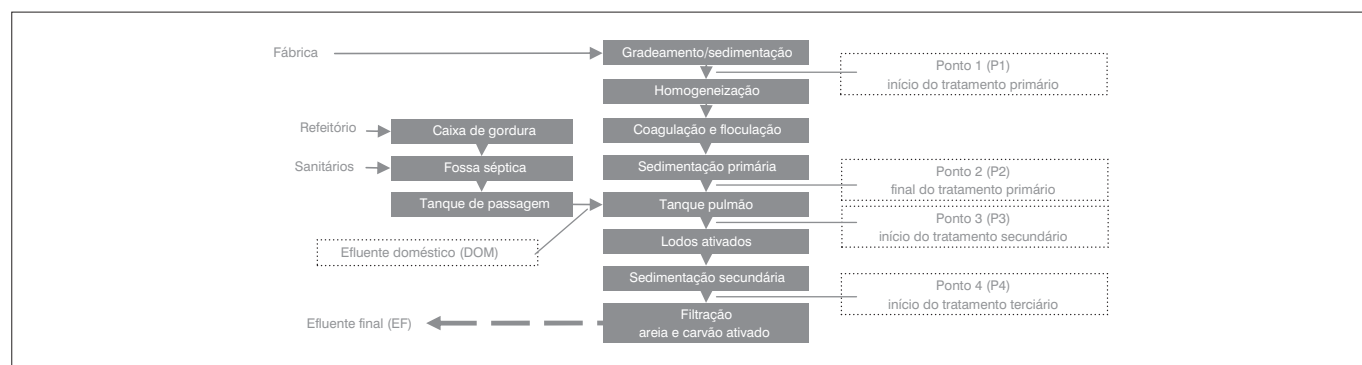 Fábrica
Gradeamento/sedimentação
Ponto 1 (P1)
início do tratamento primário
Homogeneização
Refeitório
Caixa de gordura
Coagulação e floculação
Sanitários
Fossa séptica
Sedimentação primária
Ponto 2 (P2)
final do tratamento primário
Tanque de passagem
Tanque pulmão
Ponto 3 (P3)
início do tratamento secundário
Efluente doméstico (DOM)
Lodos ativados
Sedimentação secundária
Ponto 4 (P4)
início do tratamento terciário
Efluente final (EF)
Filtração
areia e carvão ativado